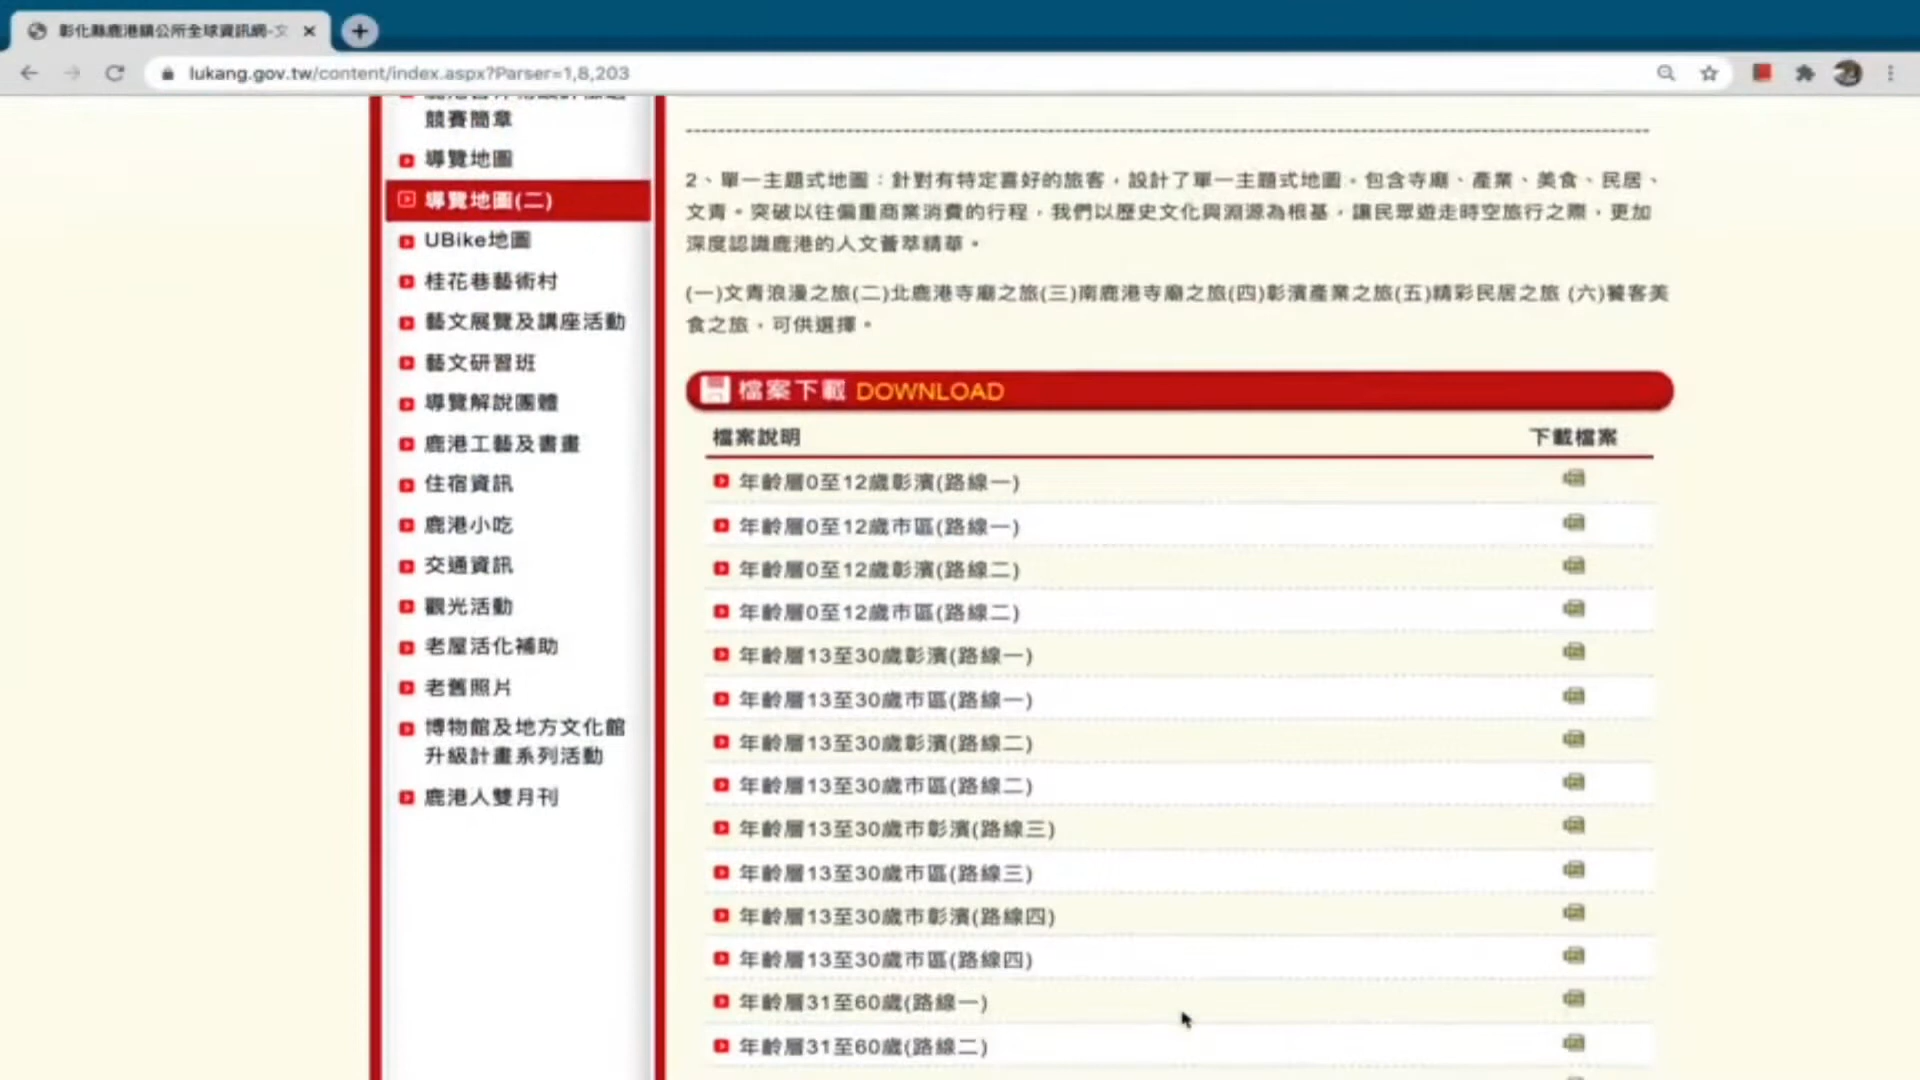 彰化縣鹿港鎮公所全球資訊網-文
lukang.gov.tw/content/index.aspx?Parser=1,8,203
競賽簡章
導覽地圖
導覽地圖(二)
UBike地圖
桂花巷藝術村
藝文展覽及講座活動
藝文研習班
導覽解說團體
鹿港工藝及書畫
住宿資訊
鹿港小吃
交通資訊
觀光活動
老屋活化補助
老舊照片
博物館及地方文化館
升級計畫系列活動
鹿港人雙月刊
2、單一主題式地圖：針對有特定喜好的旅客，設計了單一主題式地圖。包含寺廟、產業、美食、民居、
文青。突破以往偏重商業消費的行程，我們以歷史文化與淵源為根基，讓民眾遊走時空旅行之際，更加
深度認識鹿港的人文薈萃精華。
(一)文青浪漫之旅(二)北鹿港寺廟之旅(三)南鹿港寺廟之旅(四)彰濱產業之旅(五)精彩民居之旅 (六)饕客美
食之旅，可供選擇。
檔案下載 DOWNLOAD
檔案說明 下載檔案
年齡層0至12歲彰濱(路線一)
年齡層0至12歲市區(路線一)
年齡層0至12歲彰濱(路線二)
年齡層0至12歲市區(路線二)
年齡層13至30歲彰濱(路線一)
年齡層13至30歲市區(路線一)
年齡層13至30歲彰濱(路線二)
年齡層13至30歲市區(路線二)
年齡層13至30歲市彰濱(路線三)
年齡層13至30歲市區(路線三)
年齡層13至30歲市彰濱(路線四)
年齡層13至30歲市區(路線四)
年齡層31至60歲(路線一)
年齡層31至60歲(路線二)